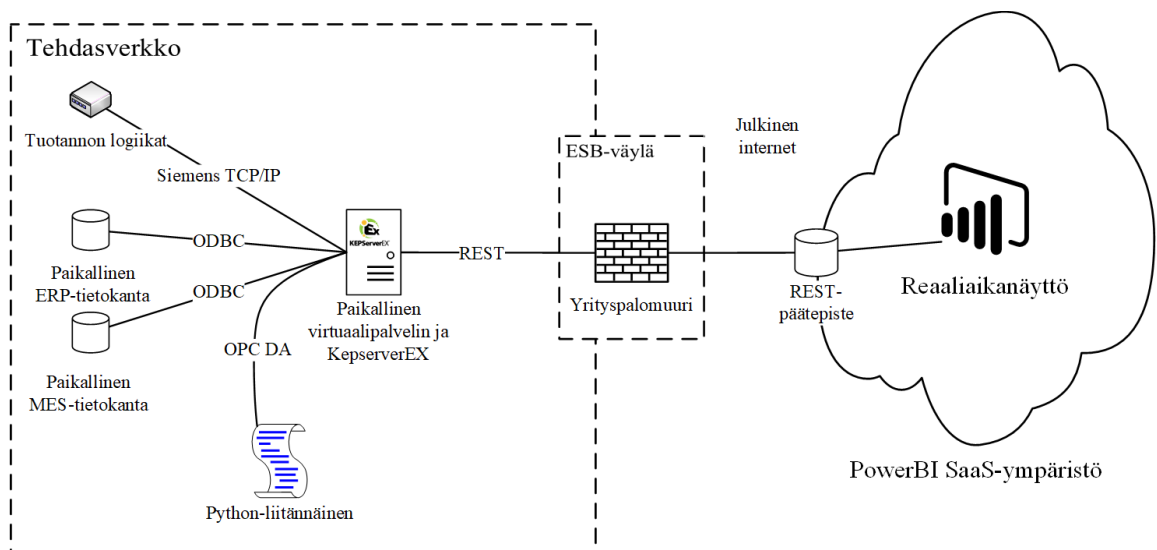 Tehdasverkko
Tuotannon logiikat
Siemens TCP/IP
ODBC
Paikallinen
ERP-tietokanta
ODBC
Paikallinen
MES-tietokanta
OPC DA
Python-liitännäinen
iEx
KEPServerEX
Paikallinen
virtuaalipalvelin ja
KepserverEX
REST
ESB-väylä
Yrityspalomuuri
Julkinen
internet
REST-
päätepiste
Reaaliaikanäyttö
PowerBI SaaS-ympäristö